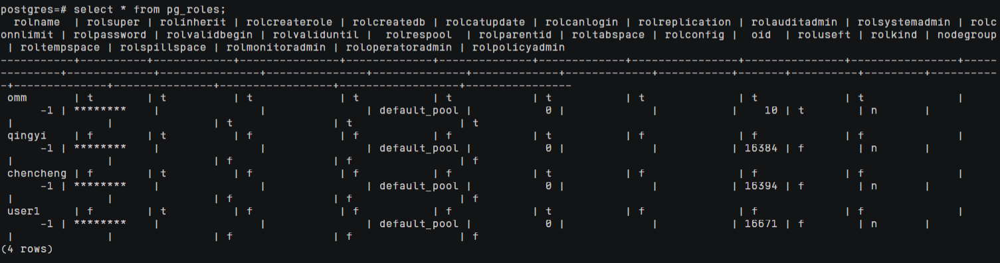 postgres=# select * from pg_roles;
  rolname  | rolsuper | rolinherit | rolcreaterole | rolcreatedb | rolcatupdate | rolcanlogin | rolreplication | rolauditadmin | rolsystemadmin | rolc
onnlimit | rolpassword | rolvalidbegin | rolvaliduntil |  rolrespool  | rolparentid | roltabspace | rolconfig |  oid  | roluseft | rolkind | nodegroup
 | roltempspace | rolspillspace | rolmonitoradmin | roloperatoradmin | rolpolicyadmin
-----------+----------+------------+---------------+-------------+--------------+-------------+----------------+---------------+----------------+-----
---------+-------------+---------------+---------------+--------------+-------------+-------------+-----------+-------+----------+---------+----------
-+--------------+---------------+-----------------+------------------+----------------
 omm       | t        | t          | t             | t           | t            | t           | t              | t             | t              |
      -1 | ********    |               |               | default_pool |           0 |             |           |    10 | t        | n       |
 |              |               | t               | t                | t
 qingyi    | f        | t          | f             | f           | f            | t           | f              | f             | f              |
      -1 | ********    |               |               | default_pool |           0 |             |           | 16384 | f        | n       |
 |              |               | f               | f                | f
 chencheng | f        | t          | f             | f           | f            | t           | f              | f             | f              |
      -1 | ********    |               |               | default_pool |           0 |             |           | 16394 | f        | n       |
 |              |               | f               | f                | f
 user1     | f        | t          | f             | f           | f            | t           | f              | f             | f              |
      -1 | ********    |               |               | default_pool |           0 |             |           | 16671 | f        | n       |
 |              |               | f               | f                | f
(4 rows)